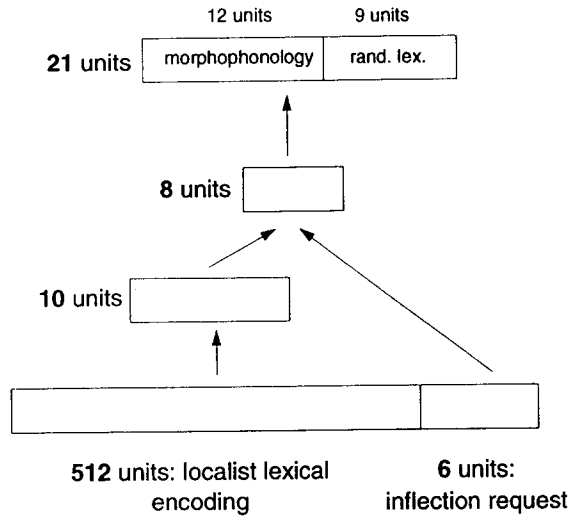 12 units 9 units
21 units morphophonology rand. lex.
8 units
10 units
512 units: localist lexical encoding
6 units: inflection request